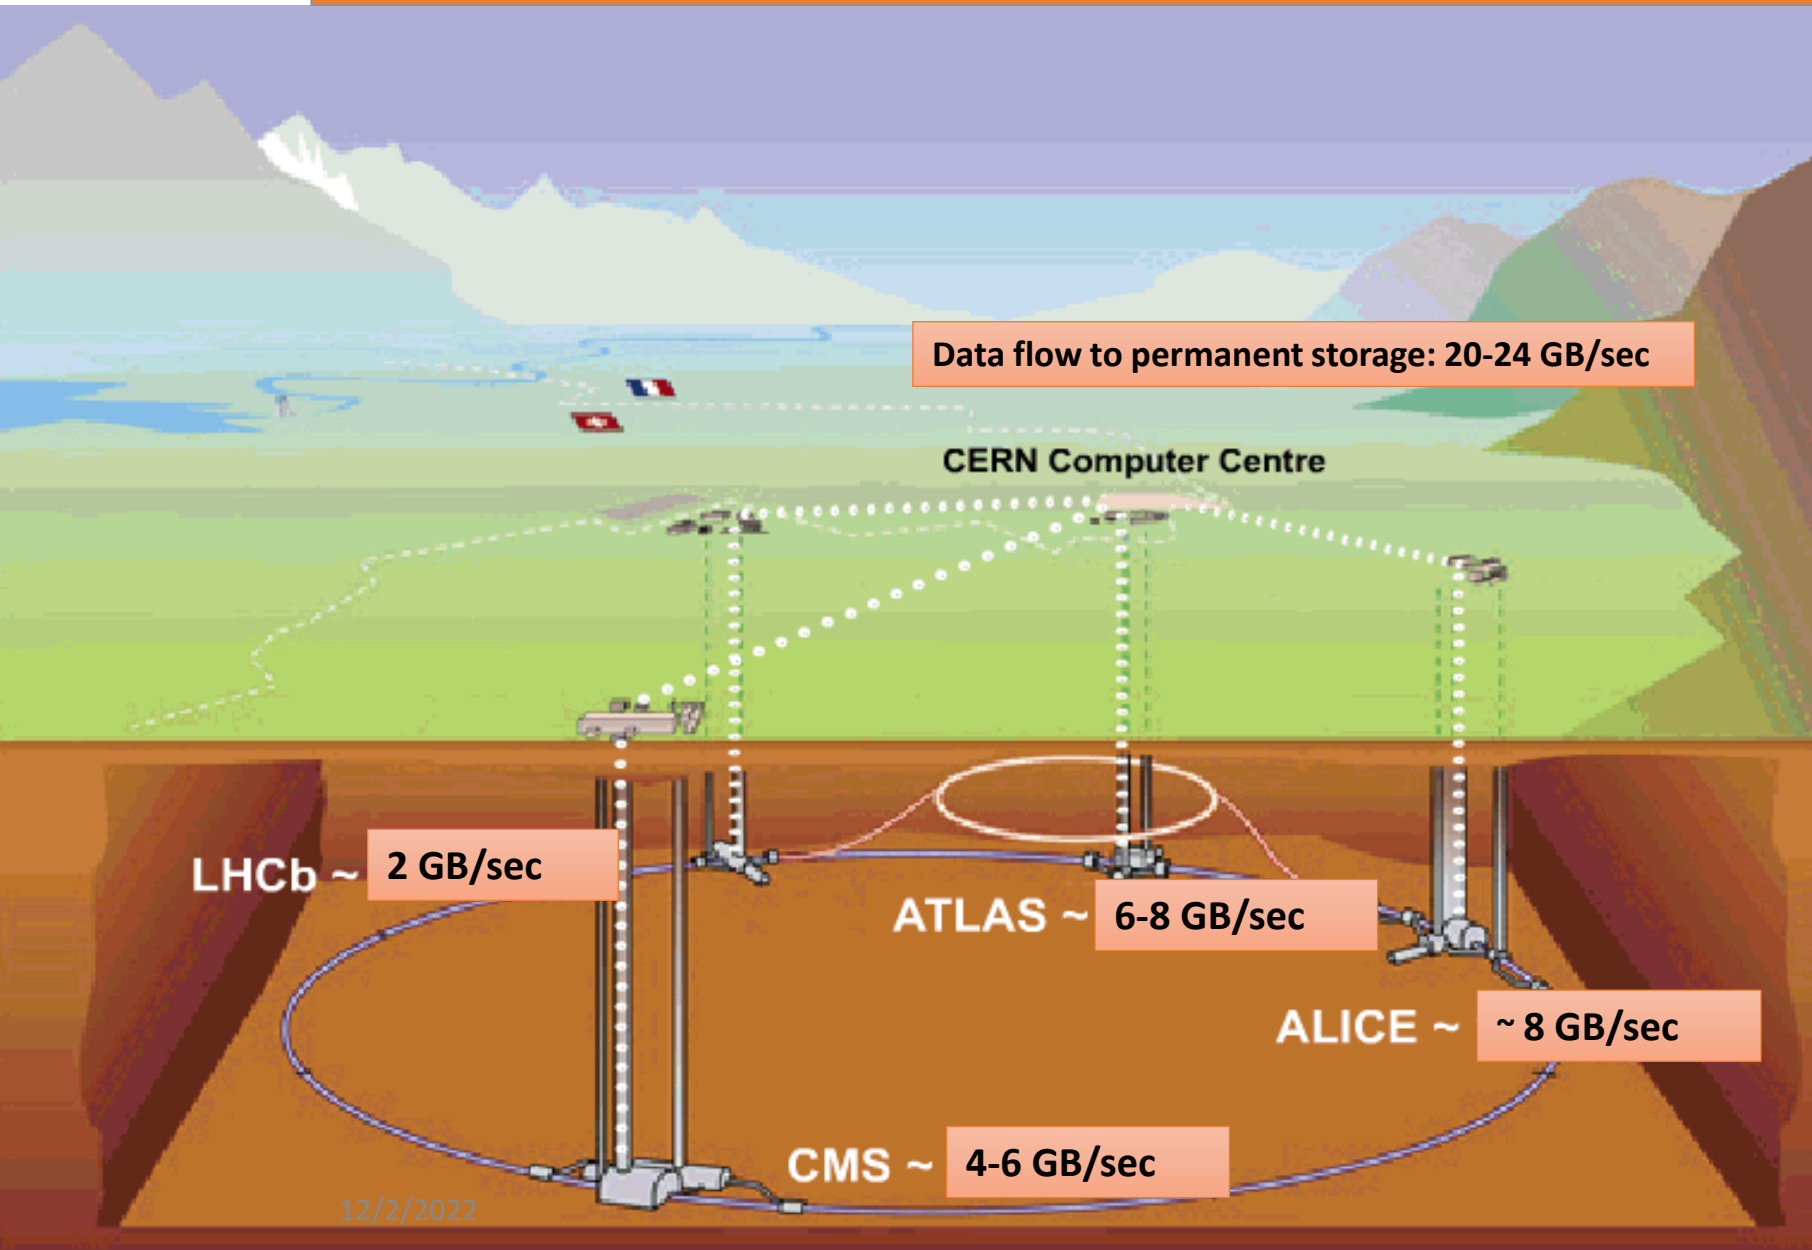 Data flow to permanent storage: 20-24 GB/sec
CERN Computer Centre
LHCb ~ 2 GB/sec
ATLAS ~ 6-8 GB/sec
ALICE ~ ~ 8 GB/sec
CMS ~ 4-6 GB/sec
12/2/2022